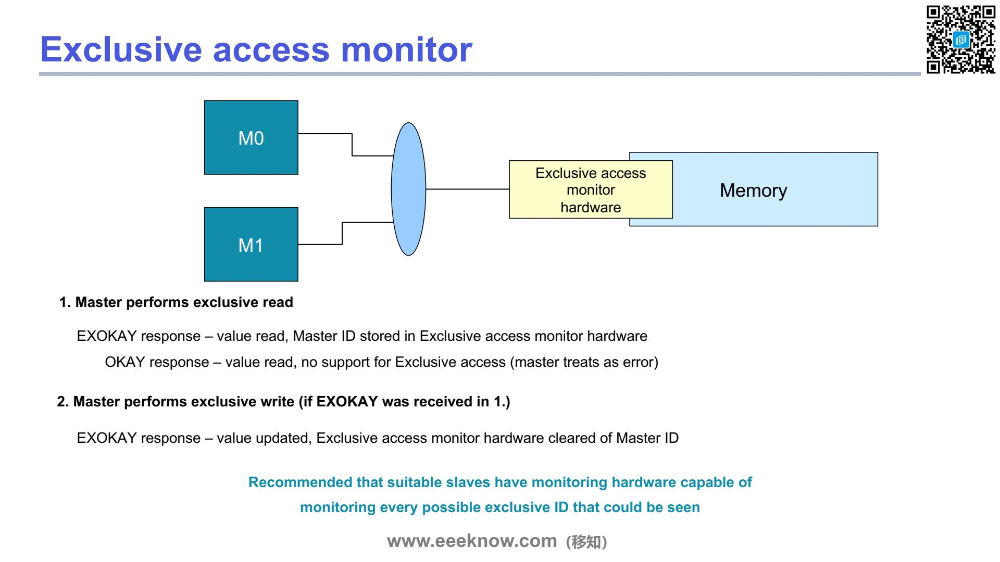 Exclusive access monitor
M0
M1
Exclusive access
monitor
hardware
Memory
1. Master performs exclusive read
EXOKAY response – value read, Master ID stored in Exclusive access monitor hardware
OKAY response – value read, no support for Exclusive access (master treats as error)
2. Master performs exclusive write (if EXOKAY was received in 1.)
EXOKAY response – value updated, Exclusive access monitor hardware cleared of Master ID
Recommended that suitable slaves have monitoring hardware capable of
monitoring every possible exclusive ID that could be seen
www.eeeknow.com（移知）